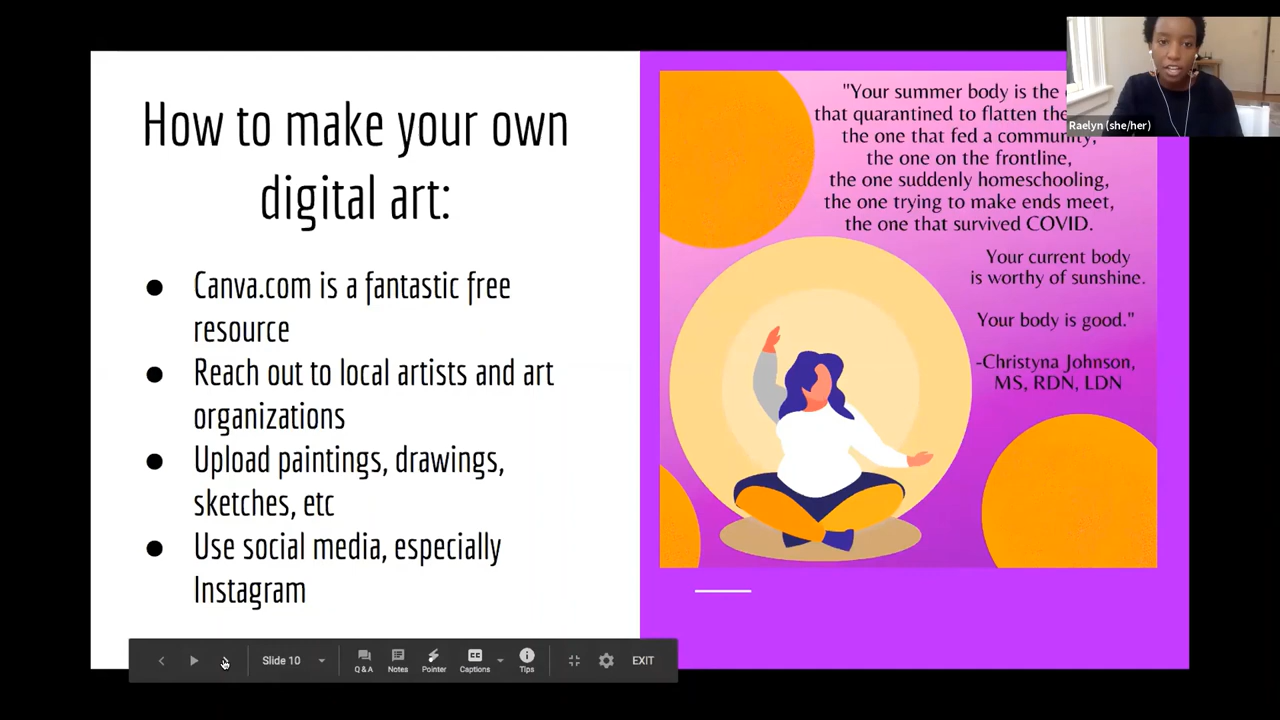 How to make your own
digital art:
● Canva.com is a fantastic free
resource
● Reach out to local artists and art
organizations
● Upload paintings, drawings,
sketches, etc
● Use social media, especially
Instagram
"Your summer body is the
that quarantined to flatten the
the one that fed a community,
the one on the frontline,
the one suddenly homeschooling,
the one trying to make ends meet,
the one that survived COVID.
Your current body
is worthy of sunshine.
Your body is good."
-Christyna Johnson,
MS, RDN, LDN
Raelyn (she/her)
Slide 10
Q & A
Notes
Pointer
CC
Captions
Tips
EXIT